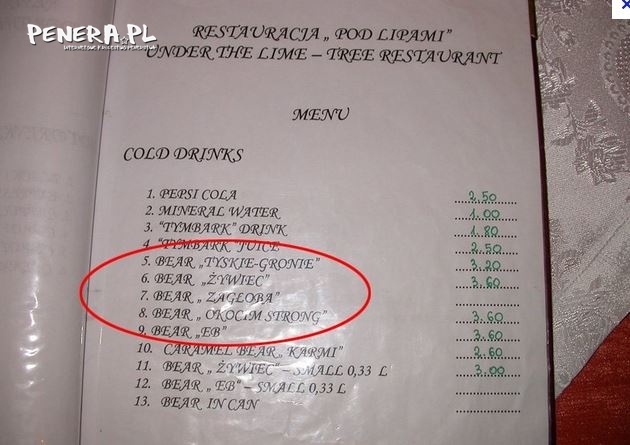 PENERA.PL
RESTAURACJA „ POD LIPAMI"
UNDER THE LIME – TREE RESTAURANT
MENU
COLD DRINKS
1. PEPSI COLA 2.50
2. MINERAL WATER 1.00
3. "TYMBARK" DRINK 1.80
4 "TYMBARK" JUICE 2.50
5. BEAR „TYSKIE-GRONIE" 3.20
6. BEAR „ŻYWIEC" 3.60
7. BEAR „ ZAGŁOBA"
8. BEAR „ OKOCIM STRONG" 3.60
9. BEAR „EB" 3.60
10. CARAMEL BEAR „ KARMI" 2.60
11. BEAR „ ŻYWIEC" – SMALL 0,33 L 3.00
12. BEAR „ EB" – SMALL 0,33 L
13. BEAR IN CAN